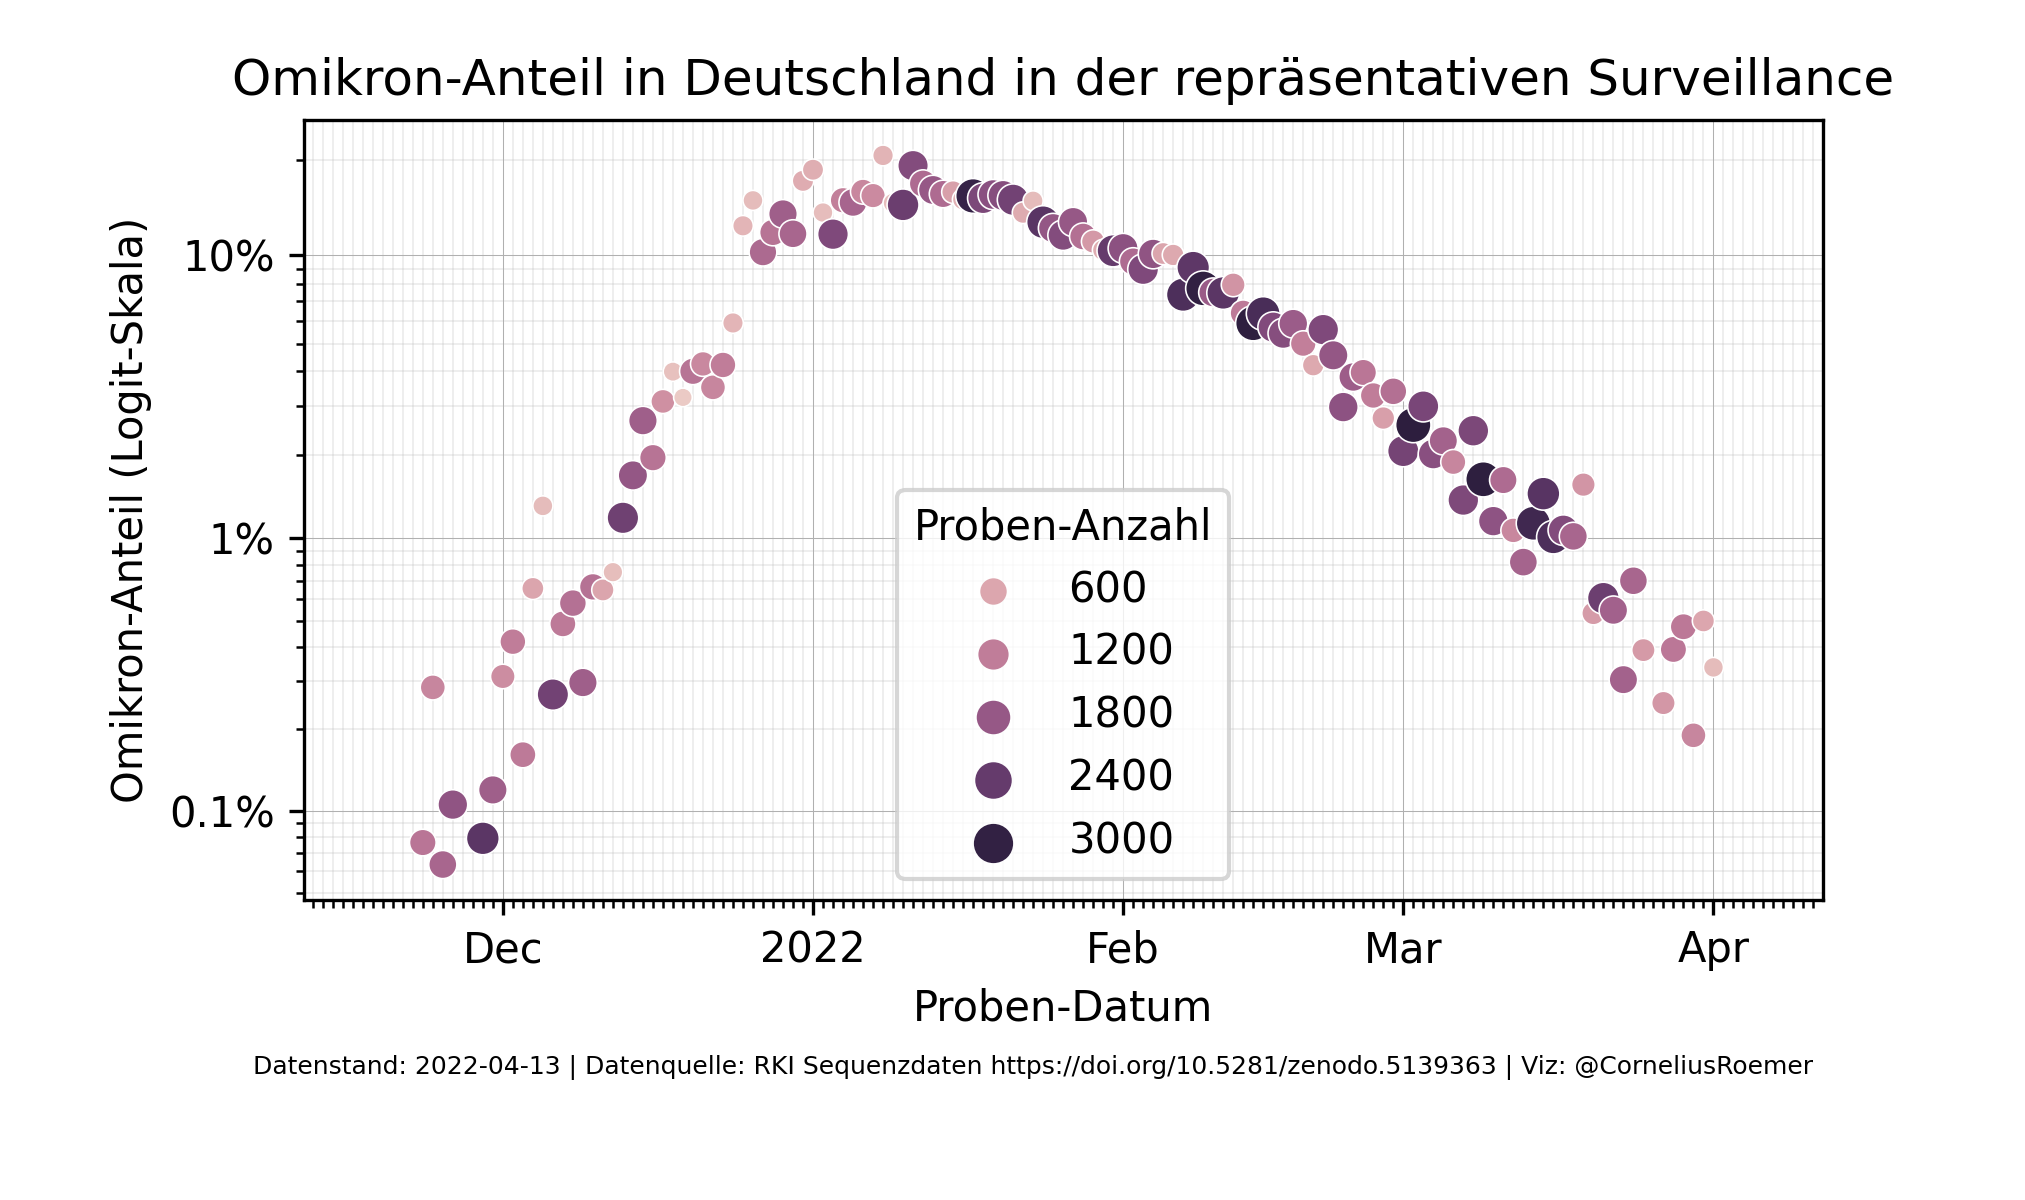 Omikron-Anteil in Deutschland in der repräsentativen Surveillance
Omikron-Anteil (Logit-Skala)
10%
1%
0.1%
Proben-Anzahl
600
1200
1800
2400
3000
Dec 2022 Feb Mar Apr
Proben-Datum
Datenstand: 2022-04-13 | Datenquelle: RKI Sequenzdaten https://doi.org/10.5281/zenodo.5139363 | Viz: @CorneliusRoemer